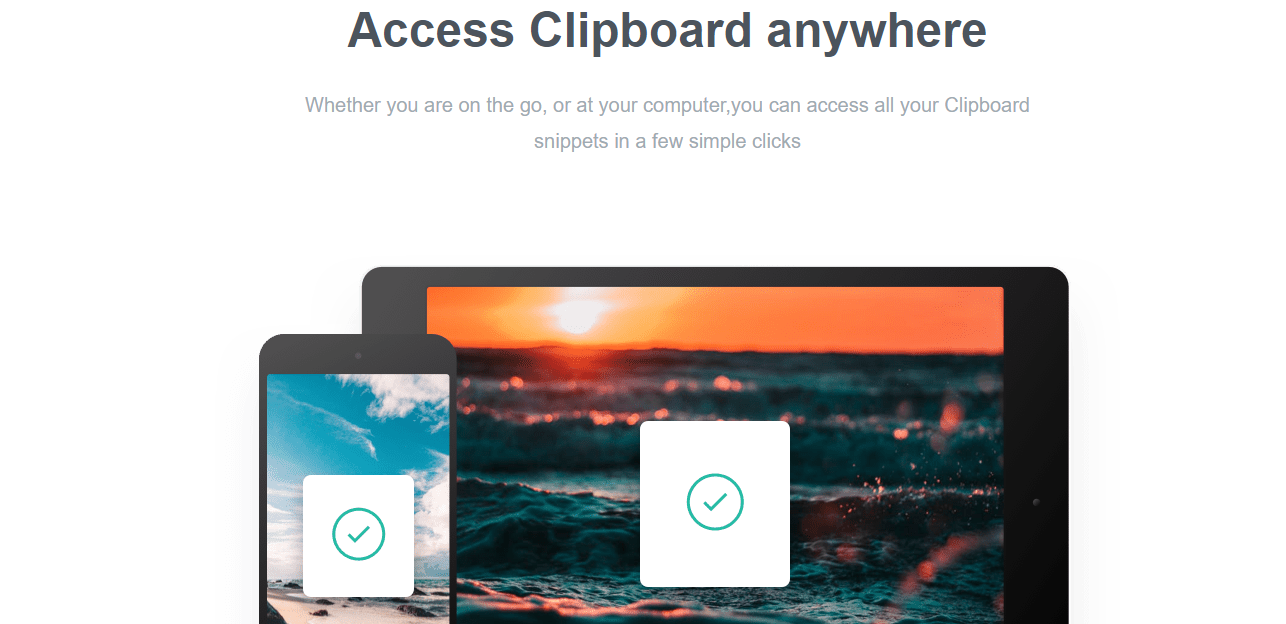 Access Clipboard anywhere
Whether you are on the go, or at your computer,you can access all your Clipboard
snippets in a few simple clicks